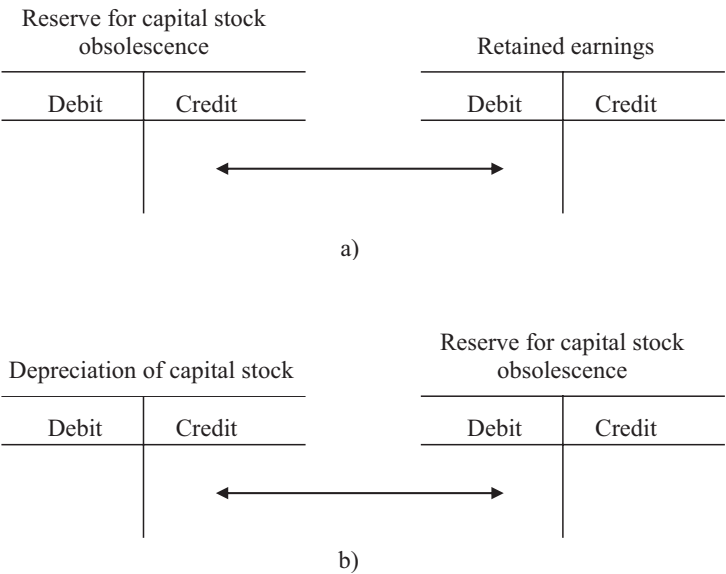 Reserve for capital stock
obsolescence
Retained earnings
Debit Credit
Debit Credit
a)
Depreciation of capital stock
Reserve for capital stock
obsolescence
Debit Credit
Debit Credit
b)